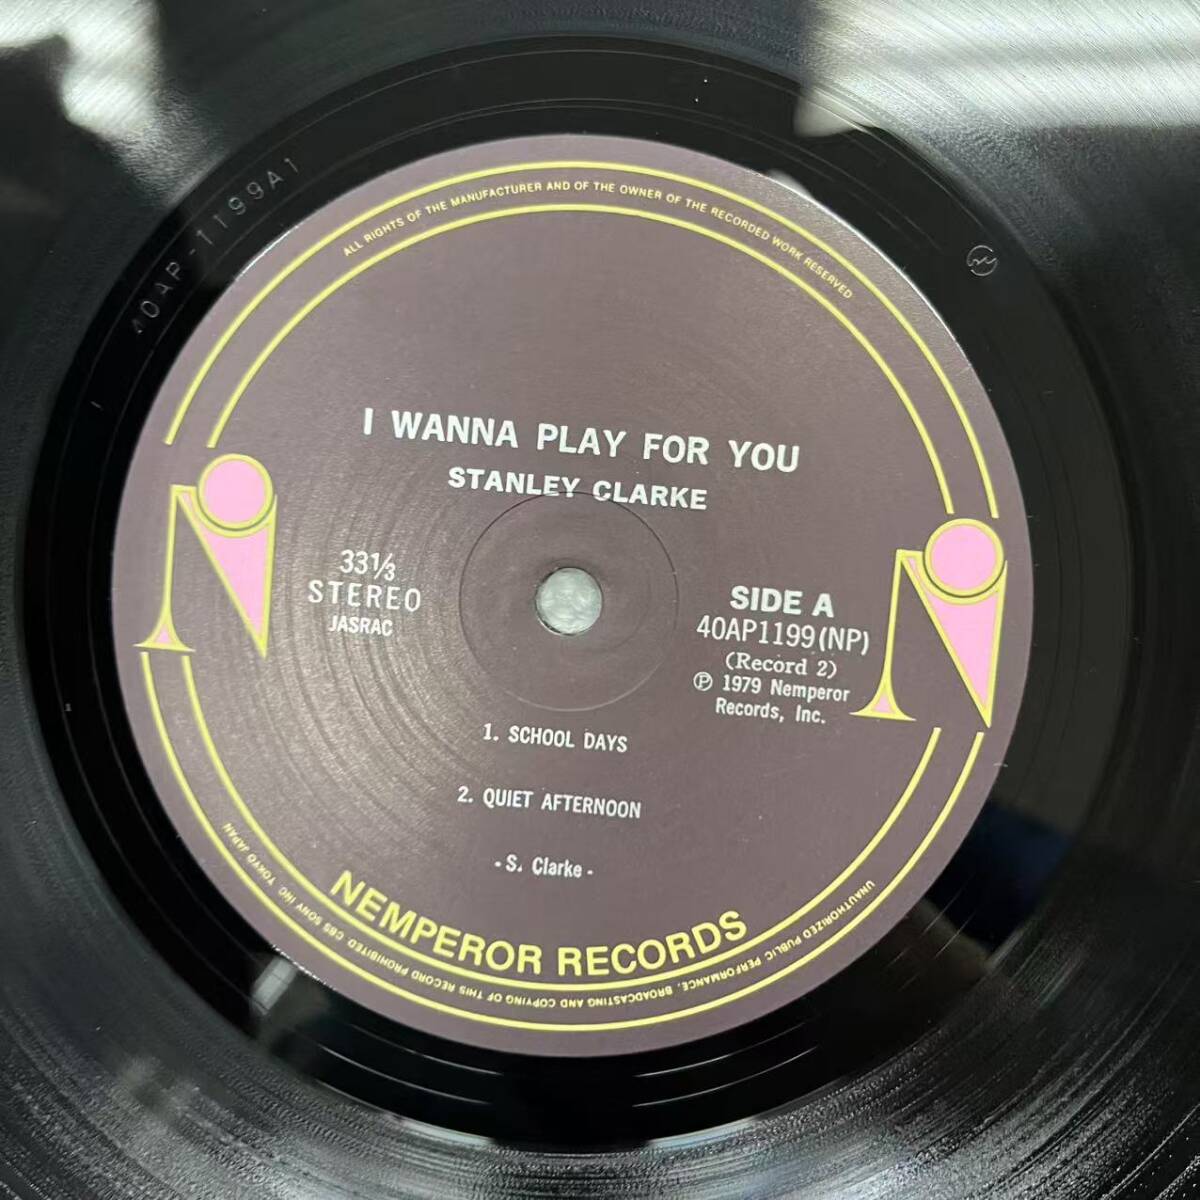 40AP-1199A1
ALL RIGHTS OF THE MANUFACTURER AND OF THE OWNER OF THE RECORDED WORK RESERVED
I WANNA PLAY FOR YOU
STANLEY CLARKE
33⅓
STEREO
JASRAC
SIDE A
40AP1199(NP)
(Record 2)
Ⓟ 1979 Nemperor
Records, Inc.
1. SCHOOL DAYS
2. QUIET AFTERNOON
- S. Clarke -
NEMPEROR RECORDS
UNAUTHORIZED PUBLIC PERFORMANCE, BROADCASTING AND COPYING OF THIS RECORD PROHIBITED CBS SONY INC. TOKYO JAPAN